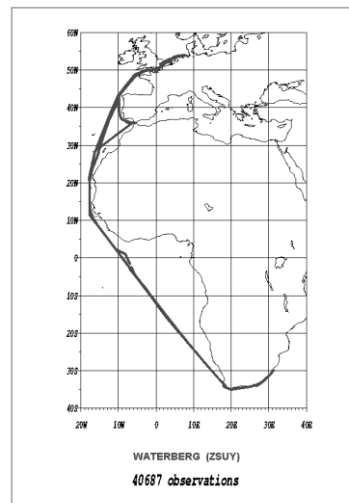 60N
50N
40N
30N
20N
10N
0
10S
20S
30S
40S
20W 10W 0 10E 20E 30E 40E
WATERBERG (ZSUY)
40687 observations